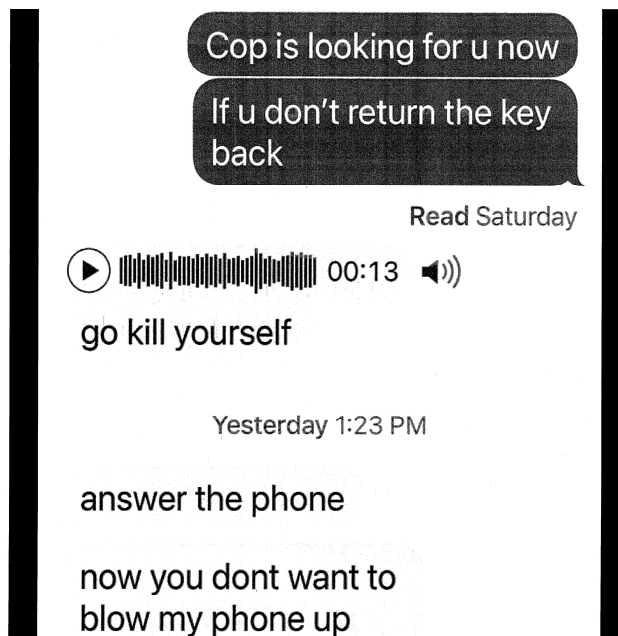 Cop is looking for u now
If u don't return the key
back
Read Saturday
00:13
go kill yourself
Yesterday 1:23 PM
answer the phone
now you dont want to
blow my phone up